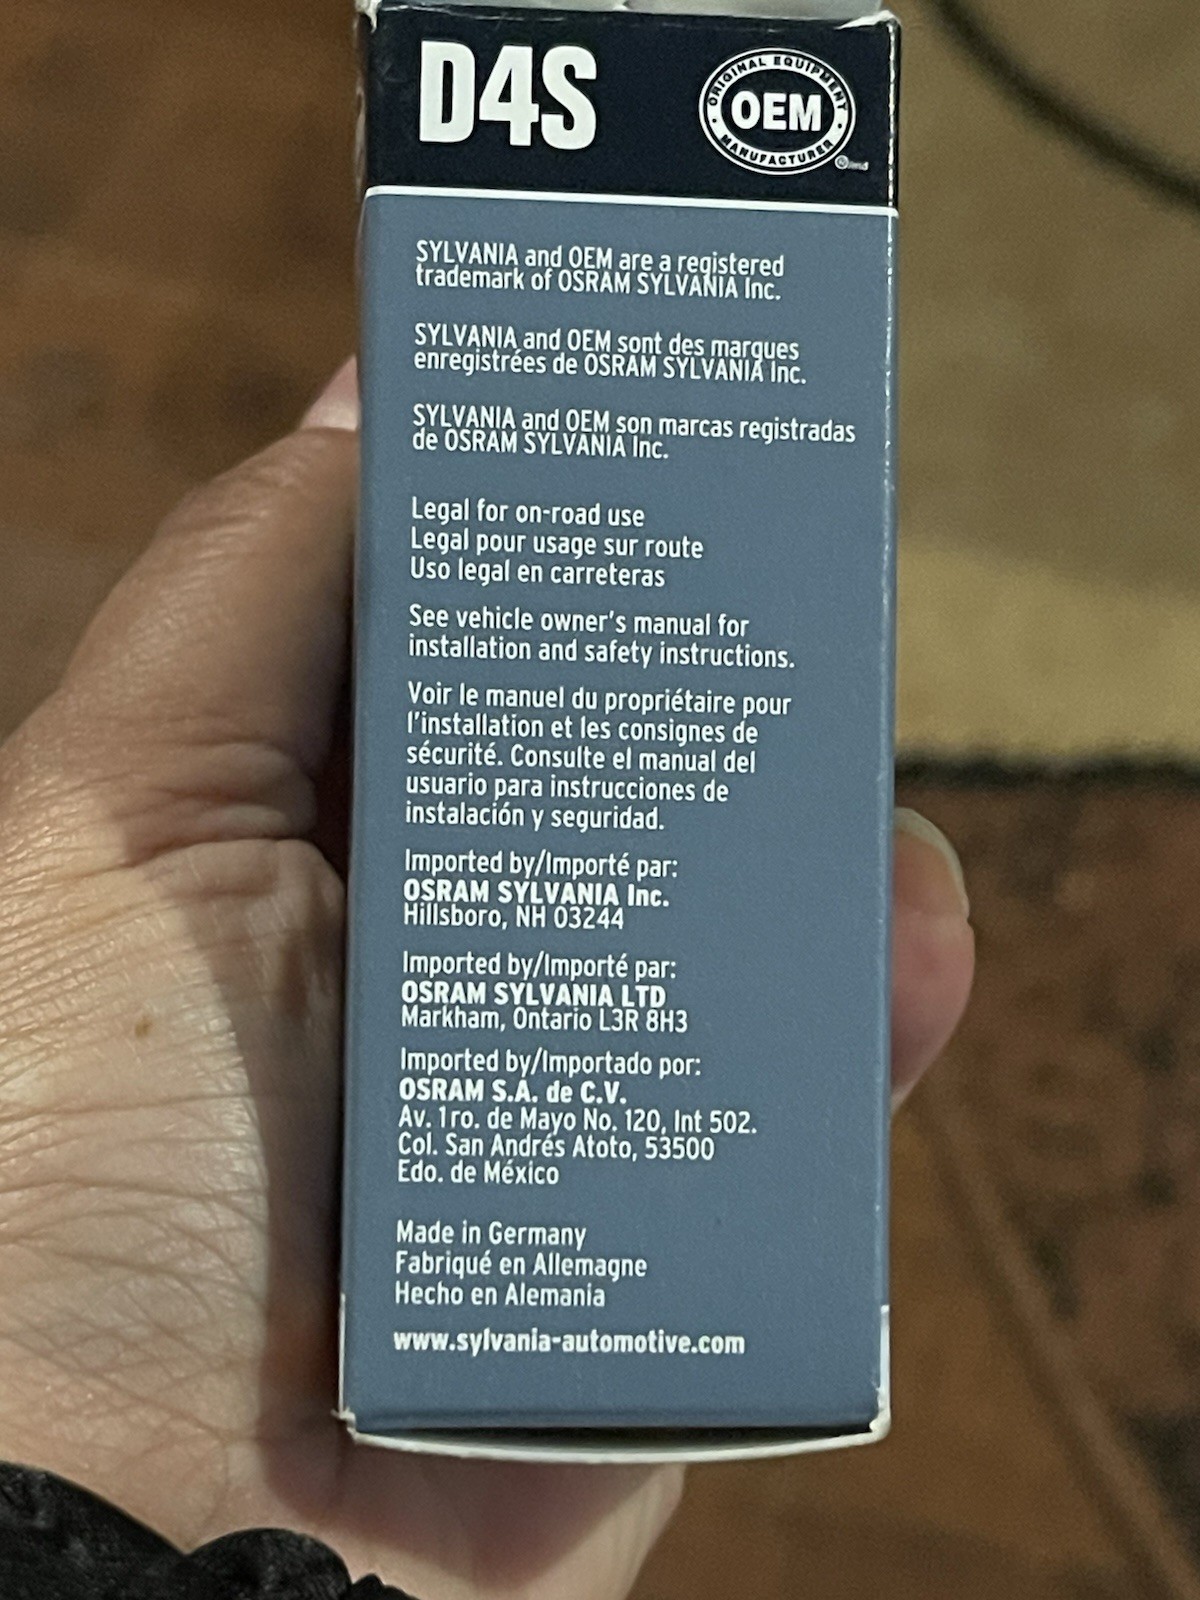 D4S
ORIGINAL EQUIPMENT
OEM
MANUFACTURER
SYLVANIA and OEM are a registered
trademark of OSRAM SYLVANIA Inc.
SYLVANIA and OEM sont des marques
enregistrées de OSRAM SYLVANIA Inc.
SYLVANIA and OEM son marcas registradas
de OSRAM SYLVANIA Inc.
Legal for on-road use
Legal pour usage sur route
Uso legal en carreteras
See vehicle owner's manual for
installation and safety instructions.
Voir le manuel du propriétaire pour
l'installation et les consignes de
sécurité. Consulte el manual del
usuario para instrucciones de
instalación y seguridad.
Imported by/Importé par:
OSRAM SYLVANIA Inc.
Hillsboro, NH 03244
Imported by/Importé par:
OSRAM SYLVANIA LTD
Markham, Ontario L3R 8H3
Imported by/Importado por:
OSRAM S.A. de C.V.
Av. 1ro. de Mayo No. 120, Int 502.
Col. San Andrés Atoto, 53500
Edo. de México
Made in Germany
Fabriqué en Allemagne
Hecho en Alemania
www.sylvania-automotive.com